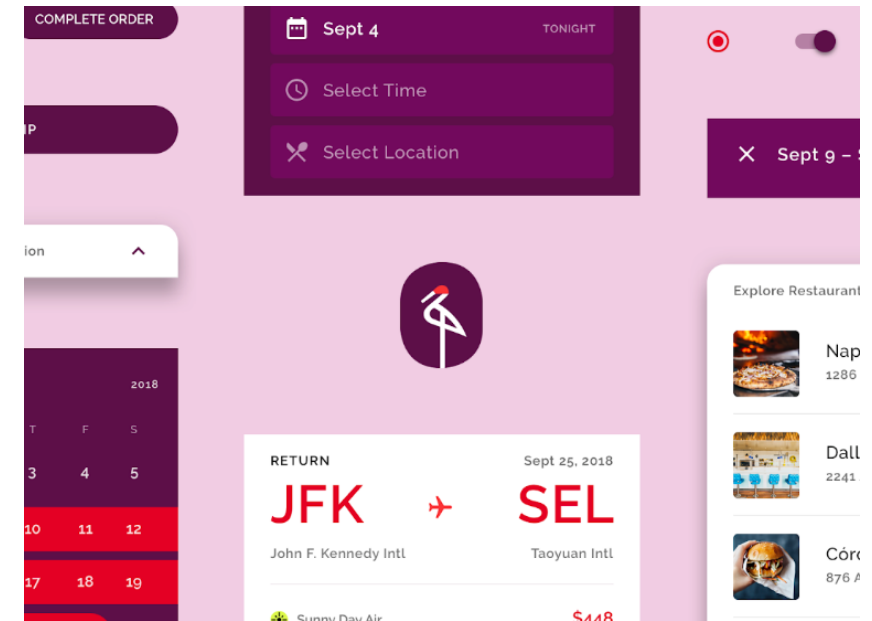 COMPLETE ORDER
Sept 4 TONIGHT
Select Time
Select Location
IP
Sept 9 –
ion
Explore Restaurant
Nap
1286
2018
T F S
3 4 5
10 11 12
17 18 19
Dall
2241
Córd
876 A
RETURN Sept 25, 2018
JFK SEL
John F. Kennedy Intl Taoyuan Intl
Sunny Day Air $448